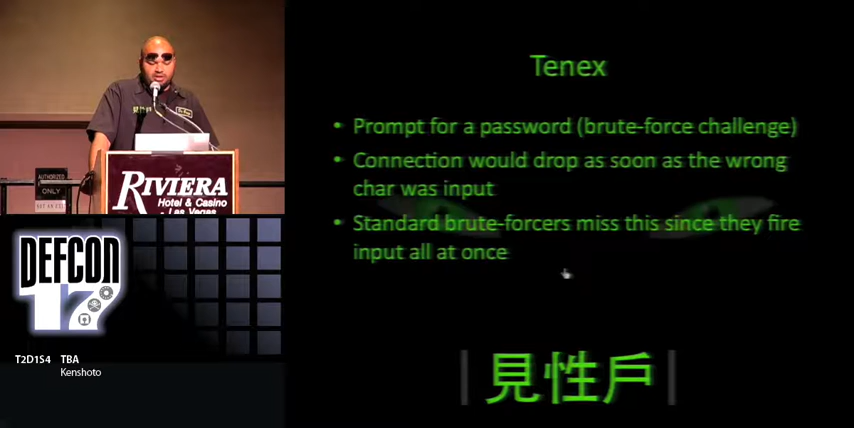 Tenex
• Prompt for a password (brute-force challenge)
• Connection would drop as soon as the wrong
char was input
• Standard brute-forcers miss this since they fire
input all at once
|見性戶|
AUTHORIZED
ONLY
RIVIERA
Hotel & Casino
Las Vegas
DEFCON
17
T2D1S4 TBA
Kenshoto